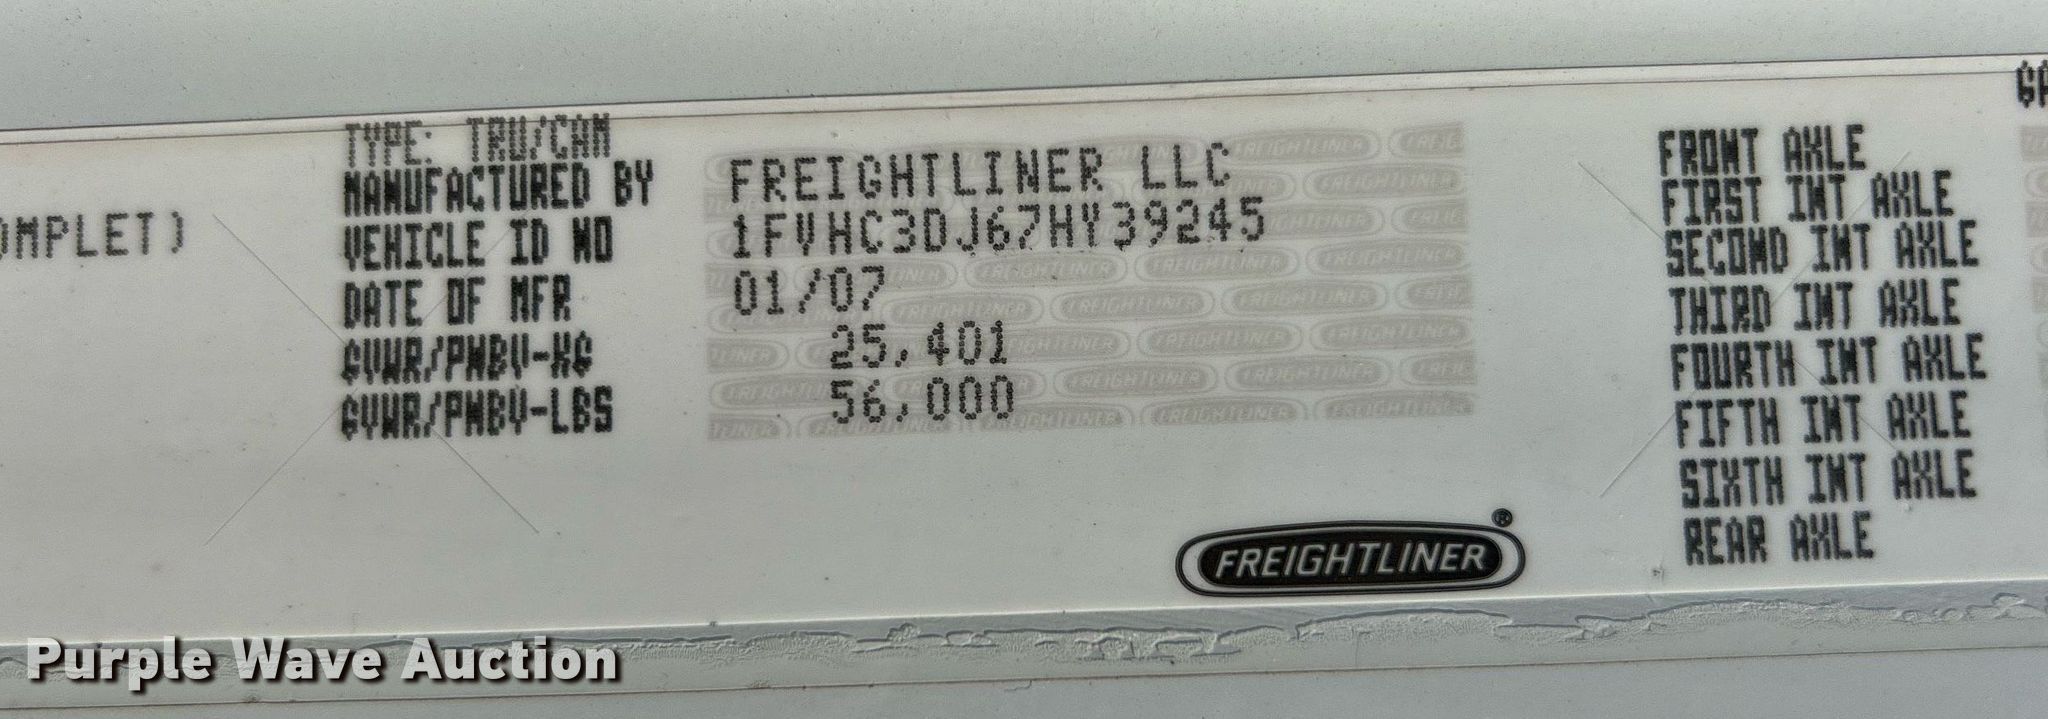 OMPLET)
TYPE: TRU/CAM
MANUFACTURED BY FREIGHTLINER LLC
VEHICLE ID NO 1FVHC3DJ67HY39245
DATE OF MFR 01/07
GVWR/PNBV-KG 25,401
GVWR/PNBV-LBS 56,000
FREIGHTLINER®
FRONT AXLE
FIRST INT AXLE
SECOND INT AXLE
THIRD INT AXLE
FOURTH INT AXLE
FIFTH INT AXLE
SIXTH INT AXLE
REAR AXLE
Purple Wave Auction